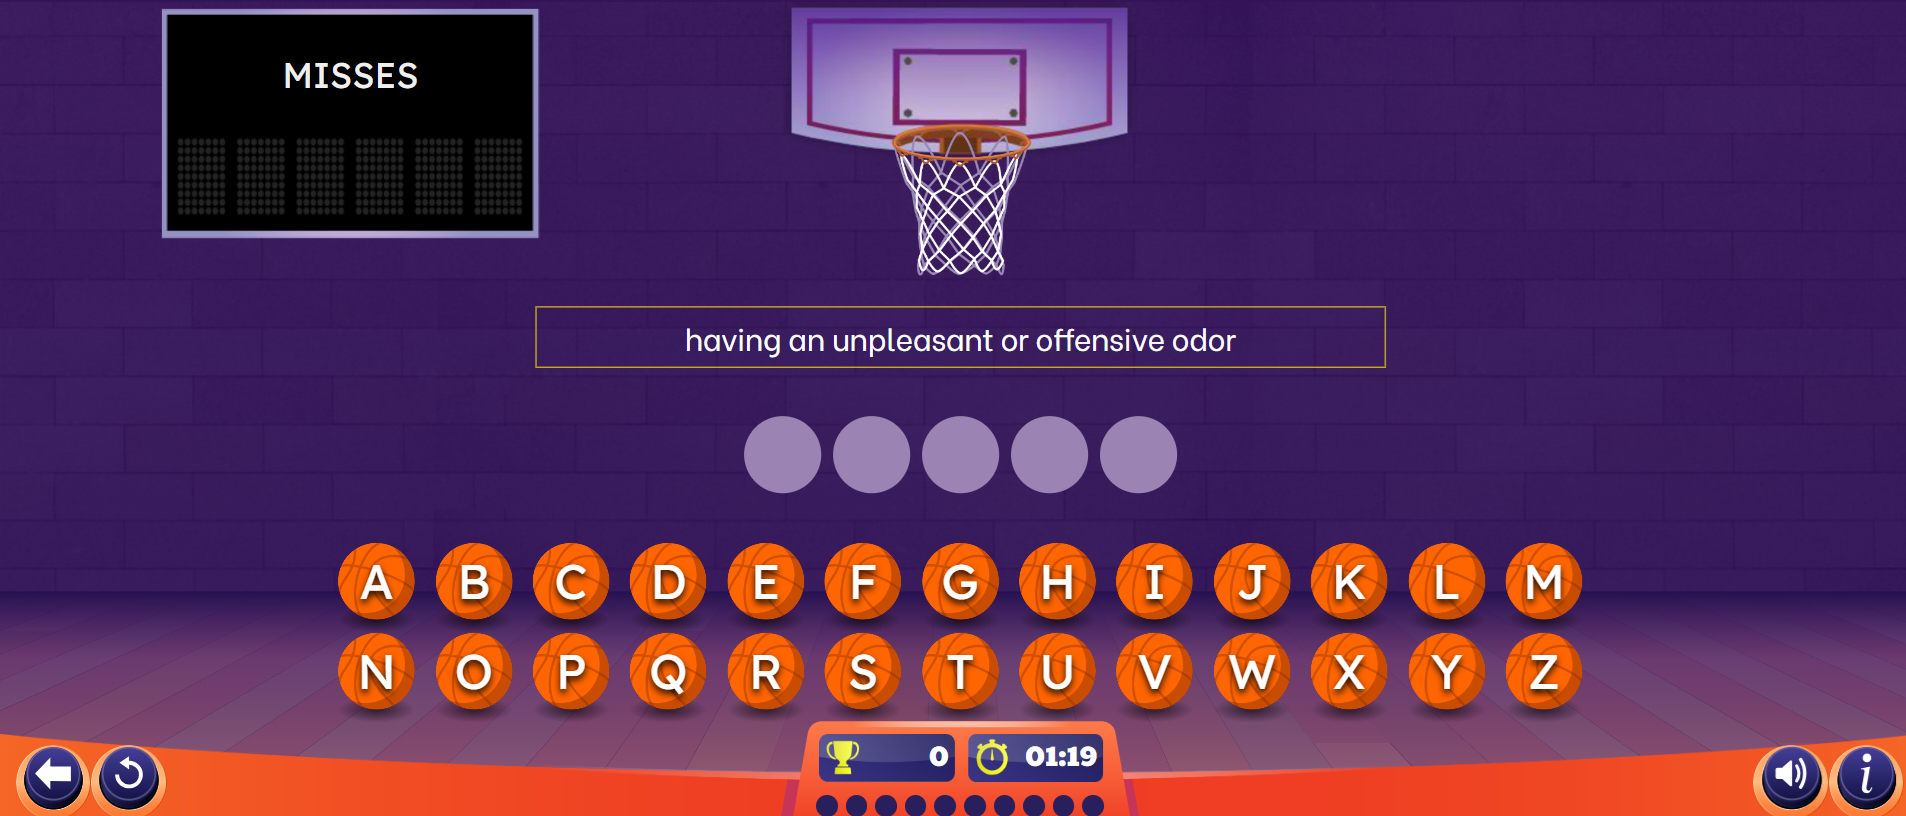 MISSES
having an unpleasant or offensive odor
A B C D E F G H I J K L M
N O P Q R S T U V W X Y Z
0 01:19
i